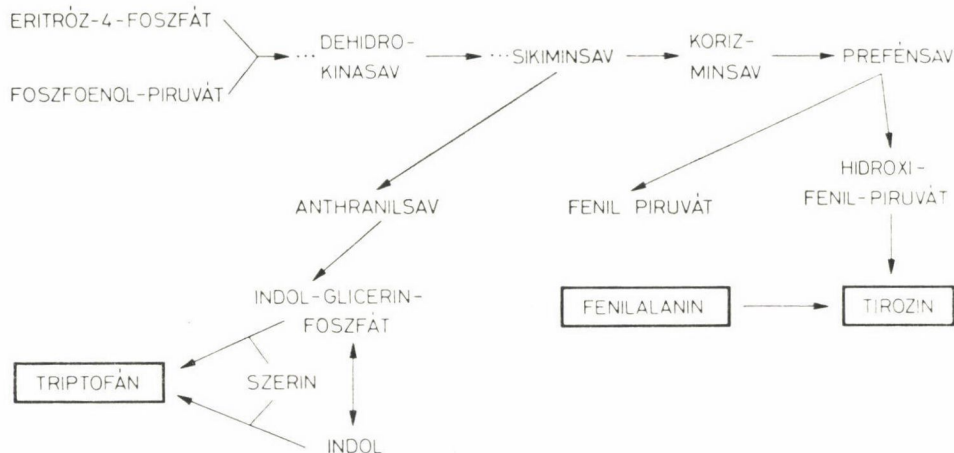 ERITRÓZ-4-FOSZFÁT
FOSZFOENOL-PIRUVÁT
... DEHIDRO-
KINASAV
...SIKIMINSAV
KORIZ-
MINSAV
PREFÉNSAV
ANTHRANILSAV
FENIL PIRUVÁT
HIDROXI-
FENIL-PIRUVÁT
INDOL-GLICERIN-
FOSZFÁT
FENILALANIN
TIROZIN
TRIPTOFÁN
SZERIN
INDOL